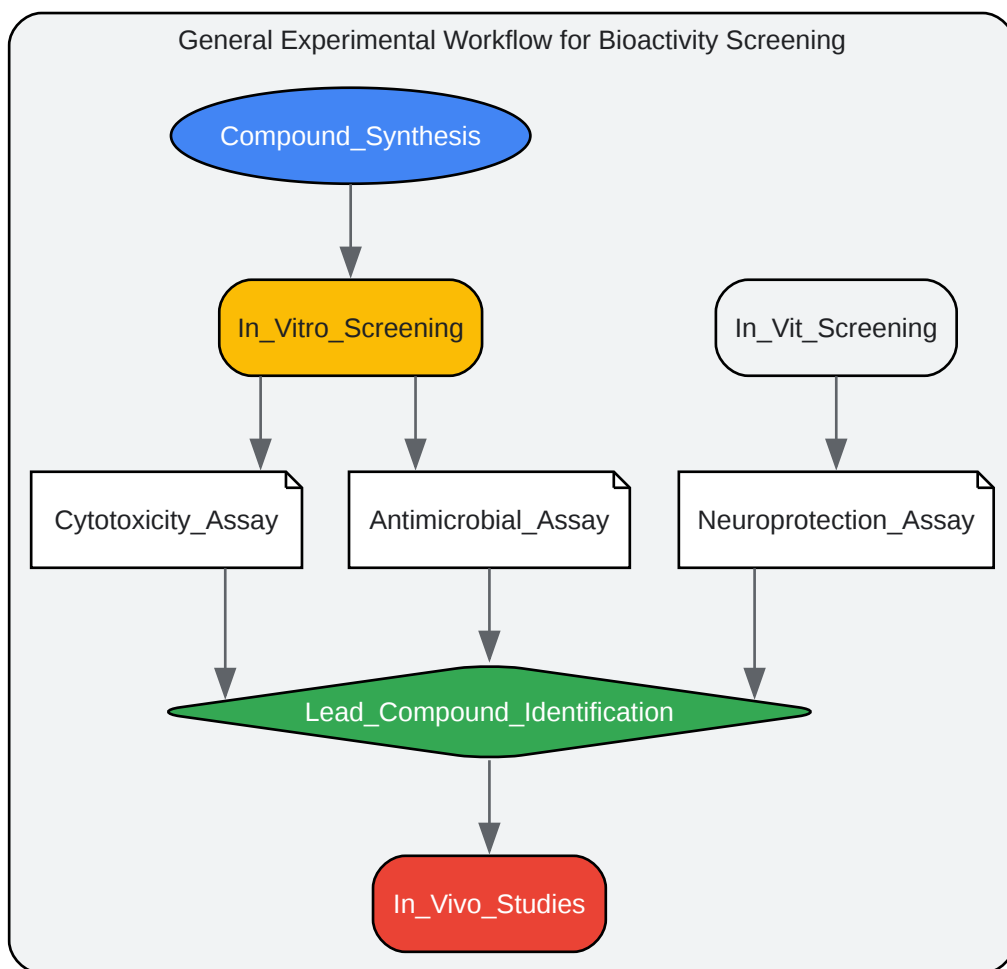 General Experimental Workflow for Bioactivity Screening
Compound_Synthesis
In_Vitro_Screening
In_Vit_Screening
Cytotoxicity_Assay
Antimicrobial_Assay
Neuroprotection_Assay
Lead_Compound_Identification
In_Vivo_Studies